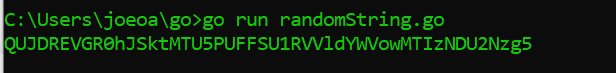 C:\Users\joeoa\go>go run randomString.go
QUJDREVGR0hJSktMTU5PUFFSU1RVVldYWVowMTIzNDU2Nzg5